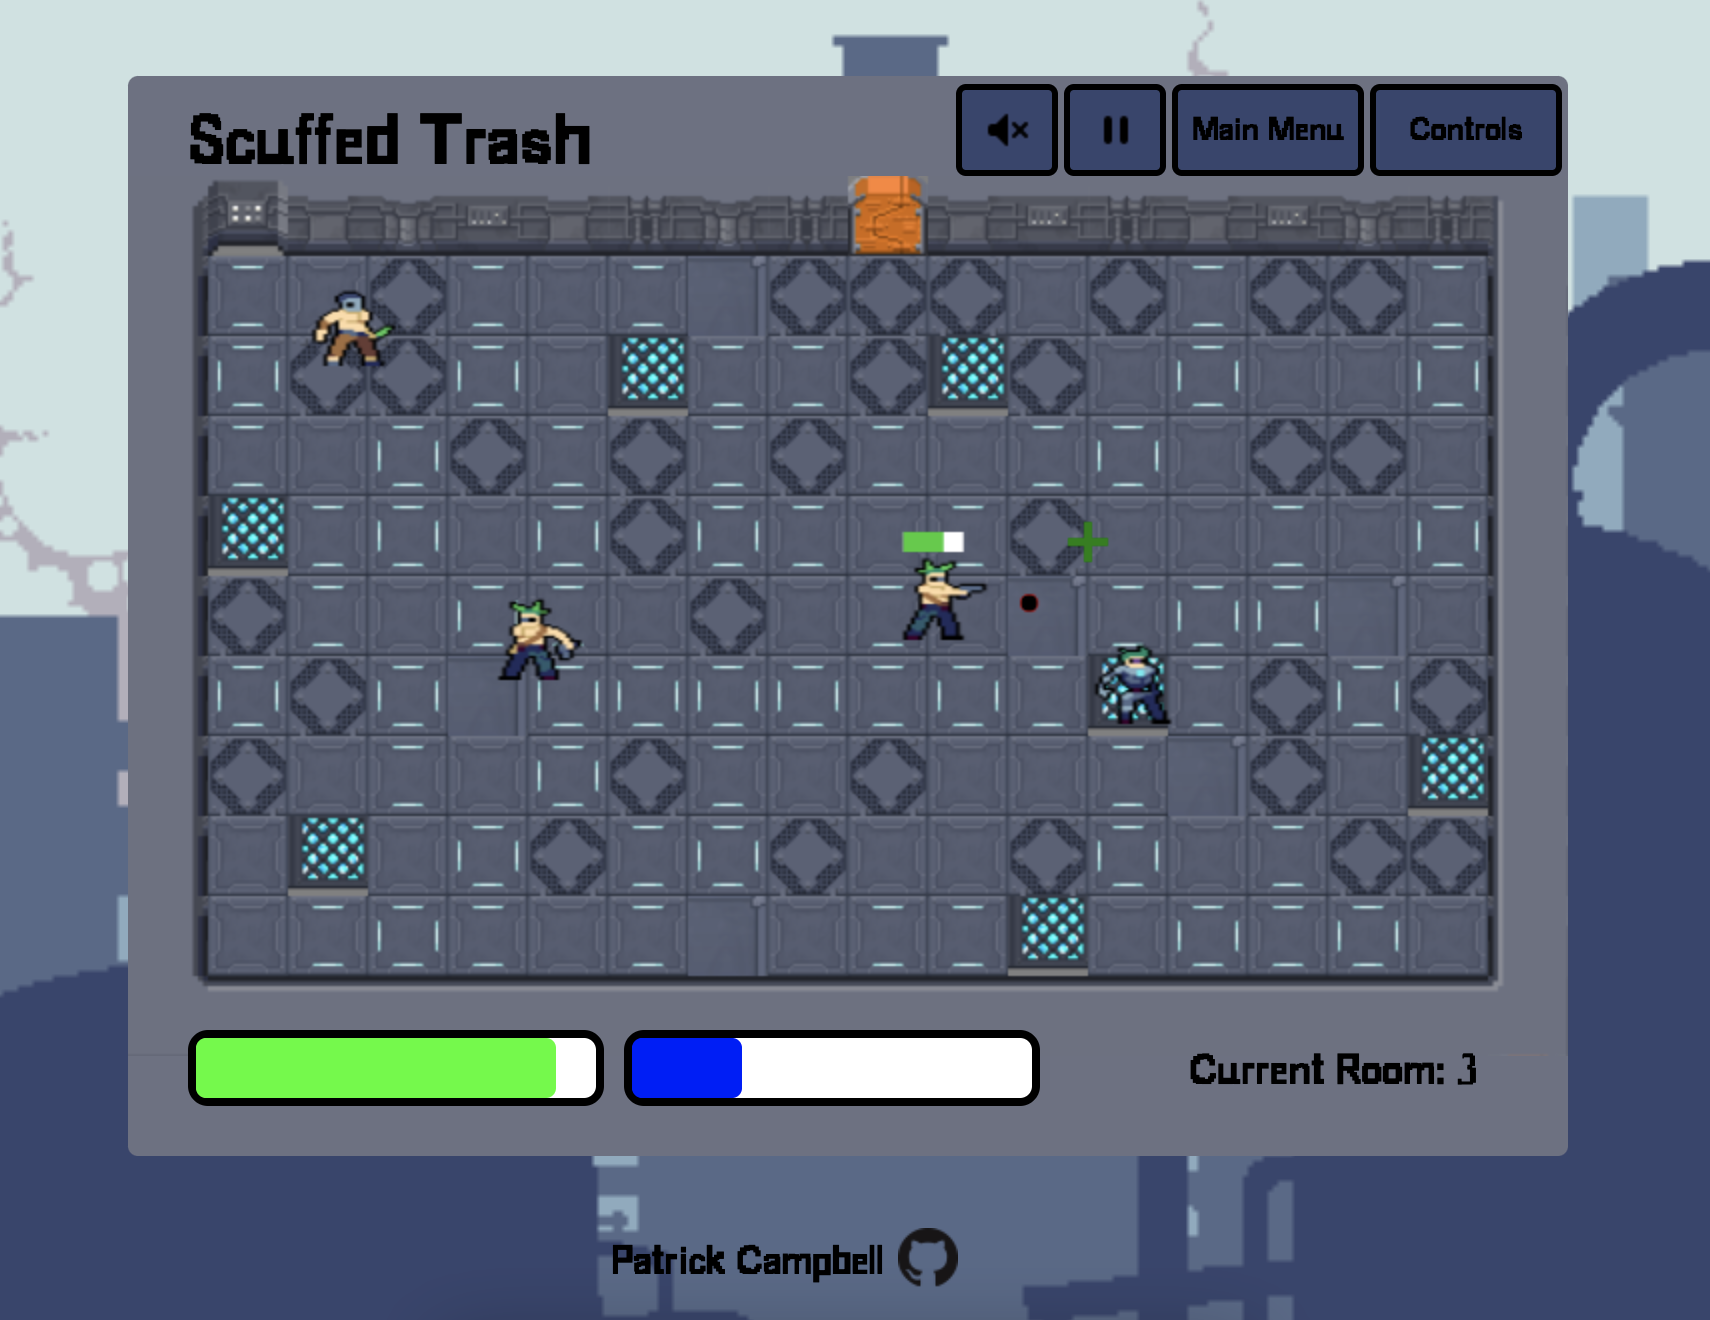 Scuffed Trash
Main Menu
Controls
Current Room: 3
Patrick Campbell